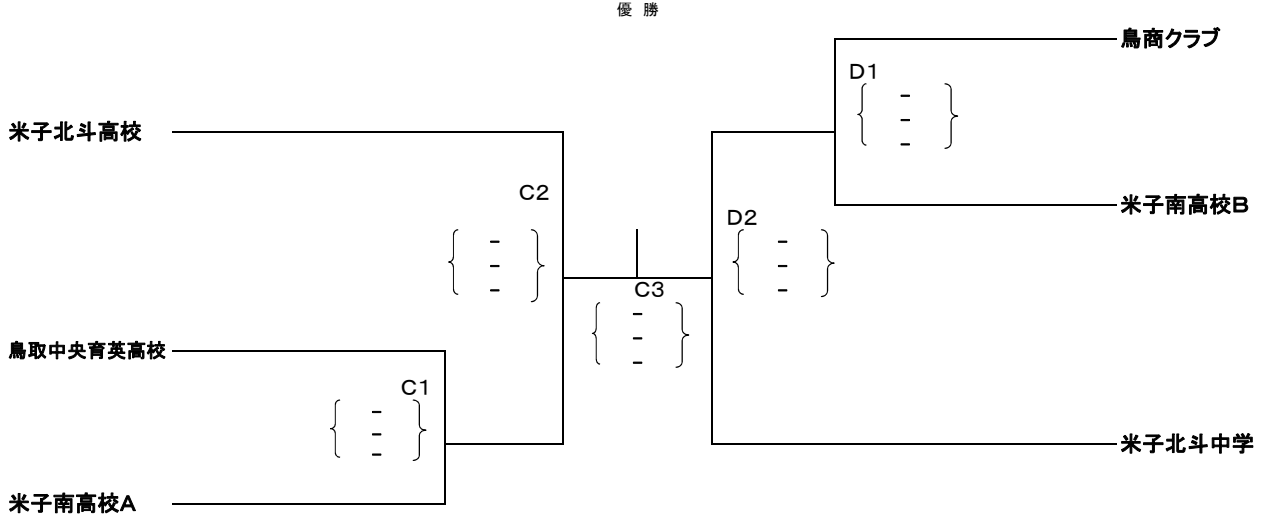 優 勝
鳥商クラブ
D1
{ - }
-
-
米子北斗高校
C2
米子南高校B
D2
{ - }
-
-
{ - }
-
-
C3
{ - }
-
-
鳥取中央育英高校
C1
{ - }
-
-
米子北斗中学
米子南高校A